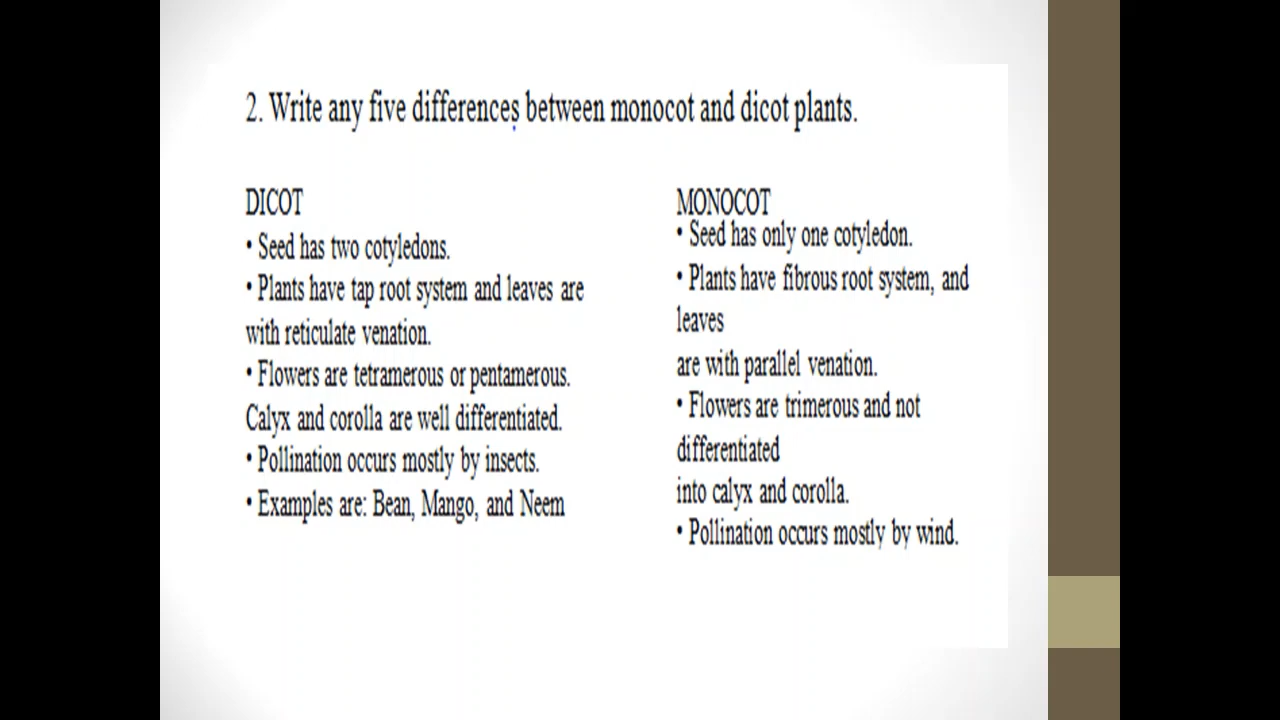 2. Write any five differences between monocot and dicot plants.
DICOT
• Seed has two cotyledons.
• Plants have tap root system and leaves are
with reticulate venation.
• Flowers are tetramerous or pentamerous.
Calyx and corolla are well differentiated.
• Pollination occurs mostly by insects.
• Examples are: Bean, Mango, and Neem
MONOCOT
• Seed has only one cotyledon.
• Plants have fibrous root system, and
leaves
are with parallel venation.
• Flowers are trimerous and not
differentiated
into calyx and corolla.
• Pollination occurs mostly by wind.